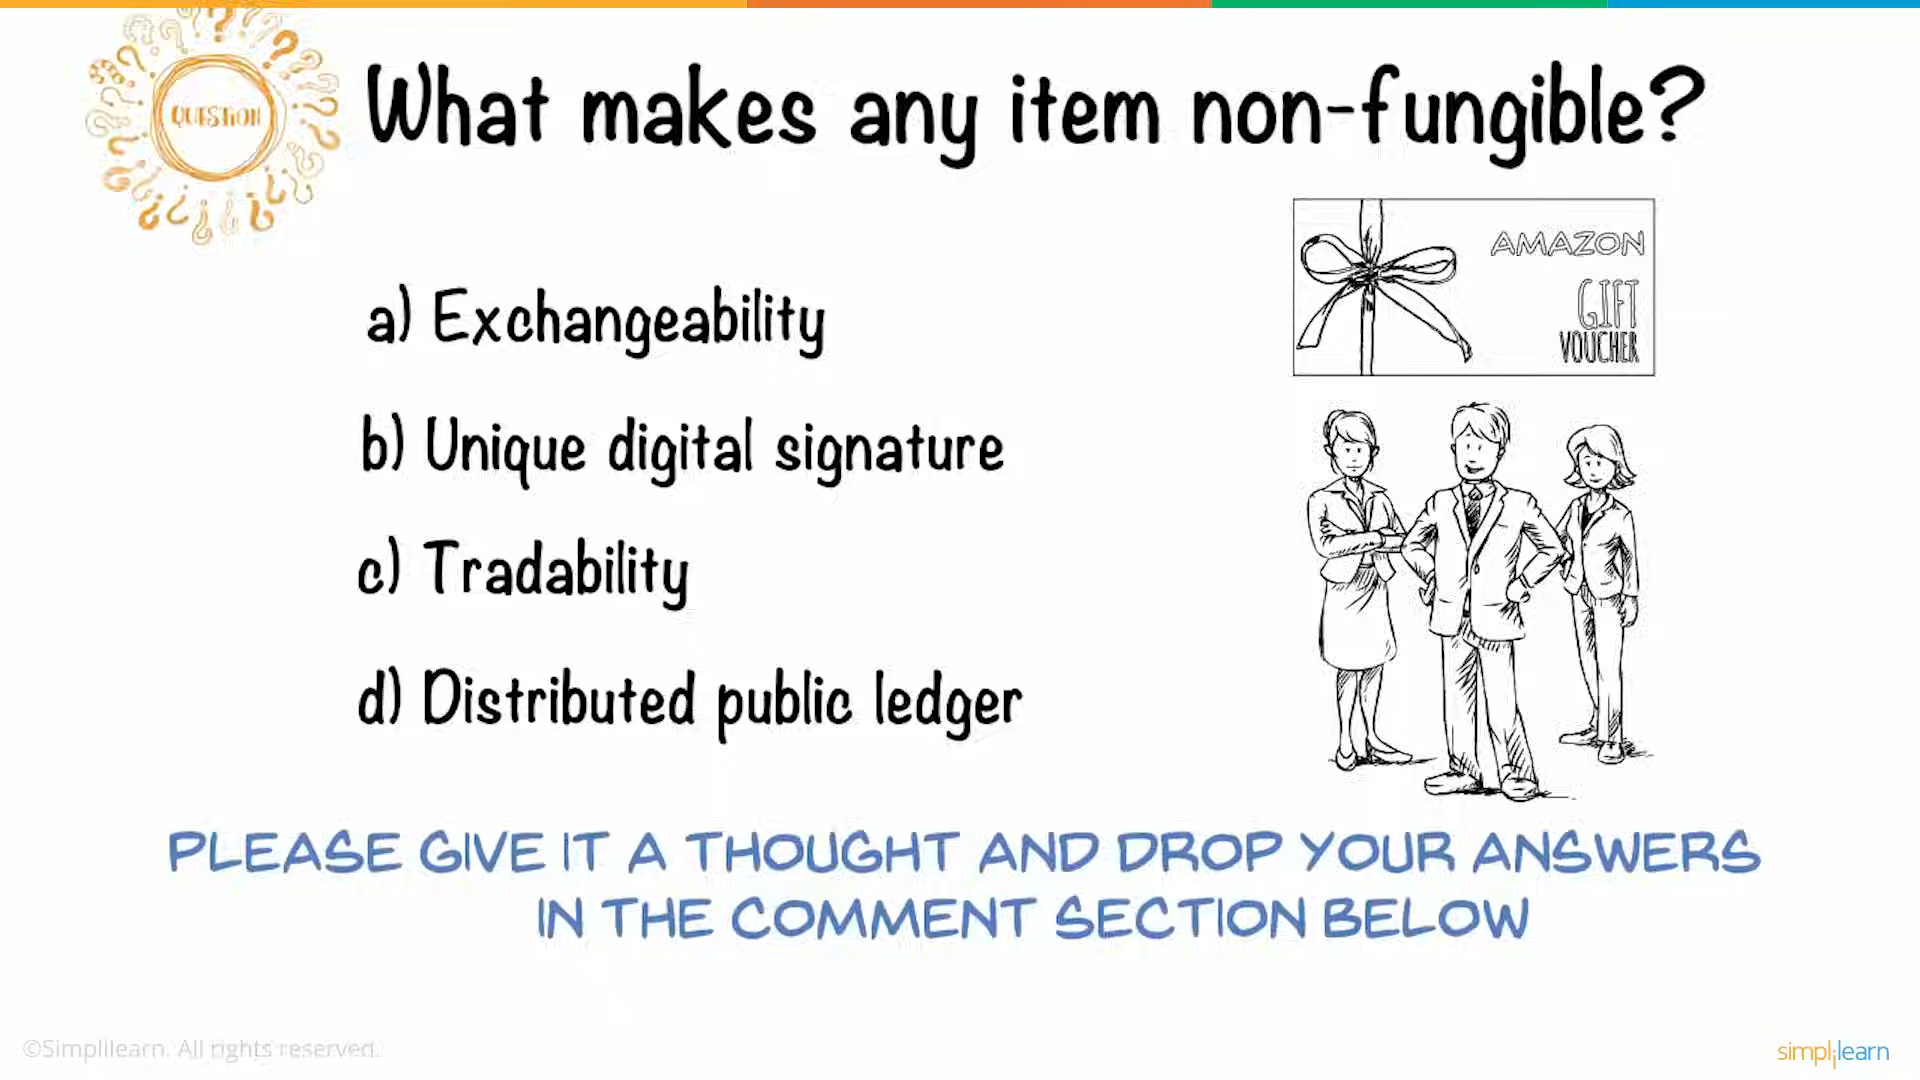 QUESTION
What makes any item non-fungible?
AMAZON
GIFT
VOUCHER
a) Exchangeability
b) Unique digital signature
c) Tradability
d) Distributed public ledger
PLEASE GIVE IT A THOUGHT AND DROP YOUR ANSWERS
IN THE COMMENT SECTION BELOW
©Simplilearn. All rights reserved.
simplilearn